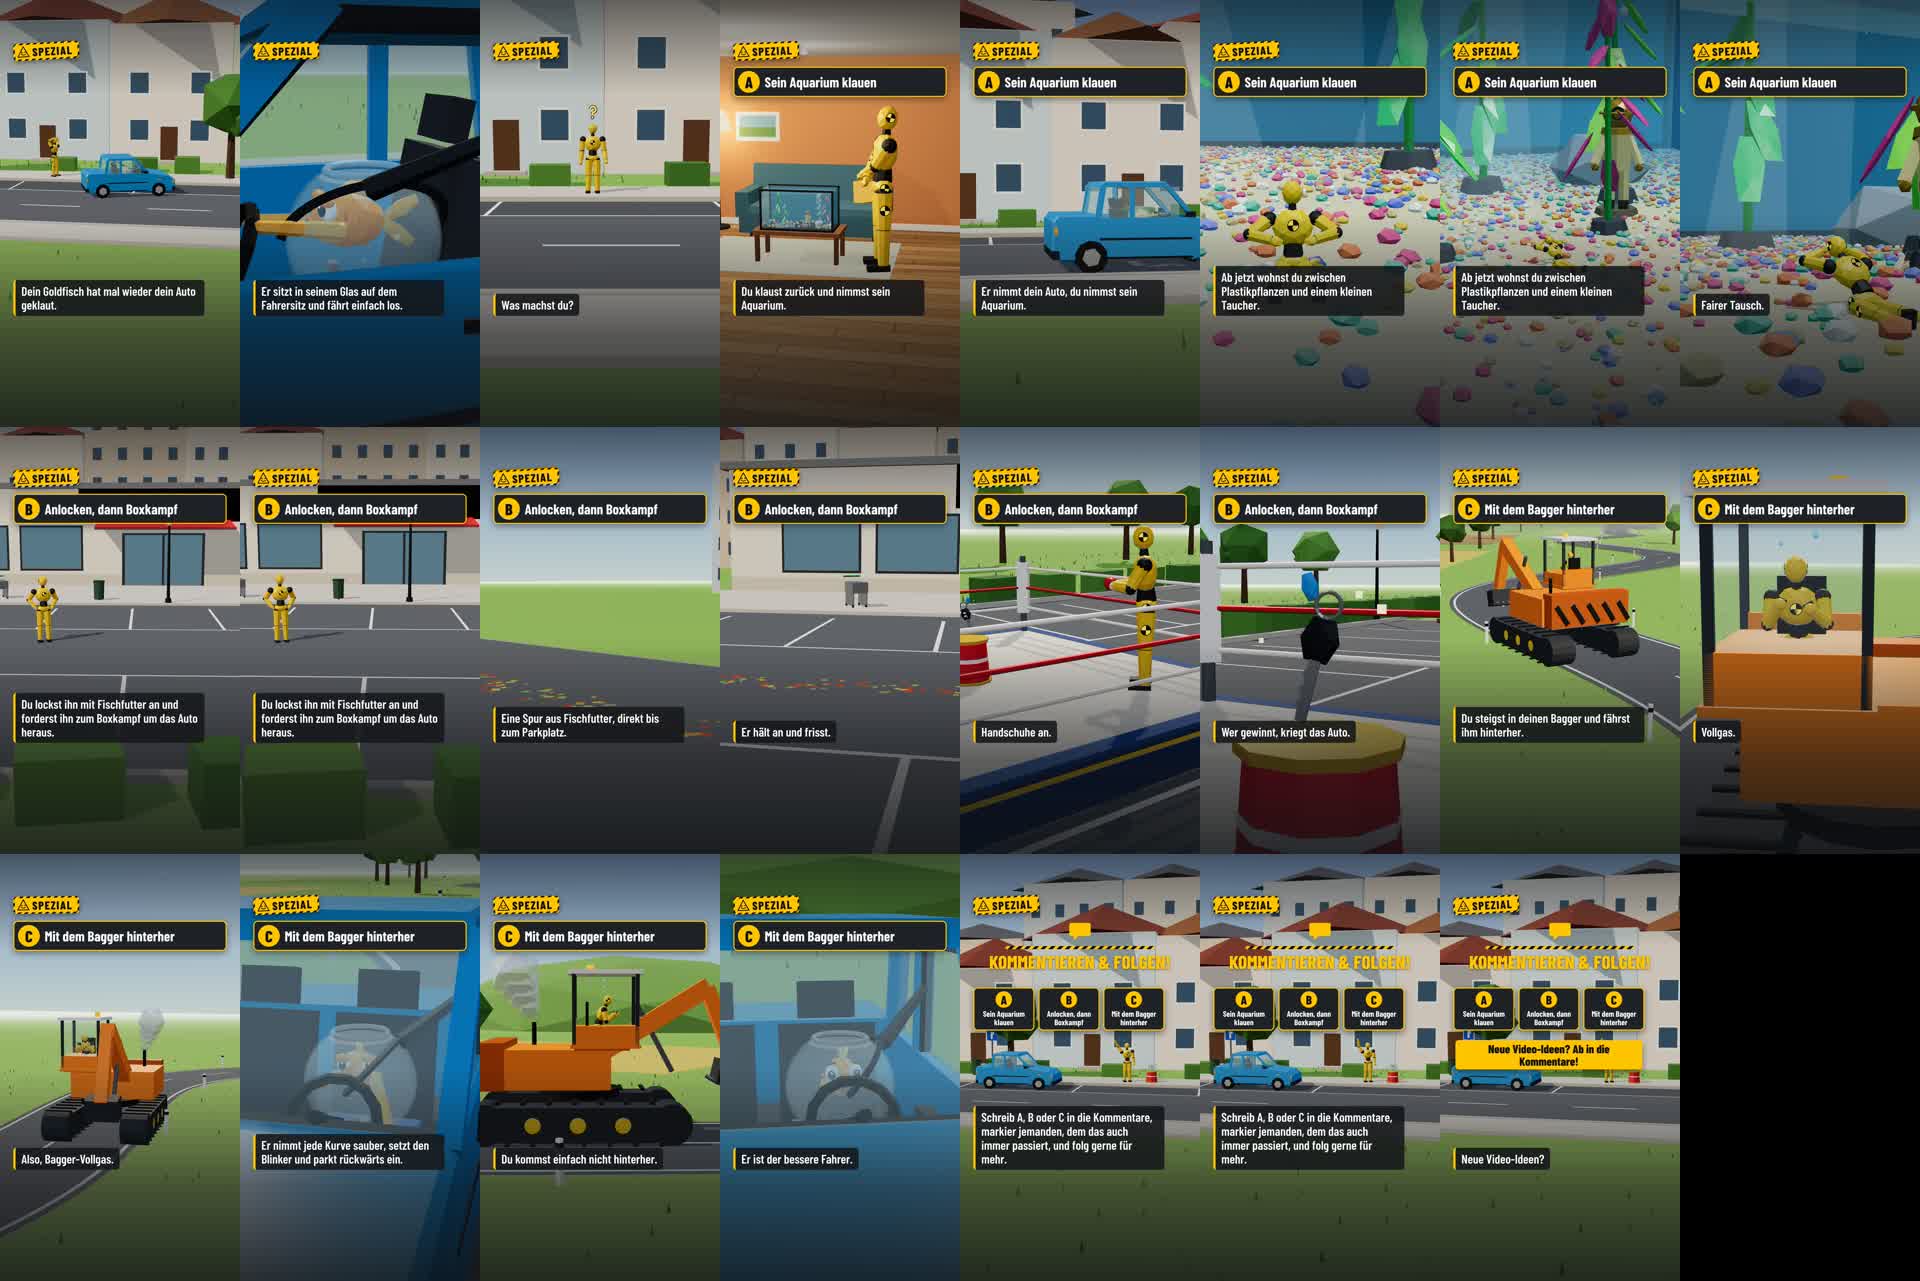 SPEZIAL
Dein Goldfisch hat mal wieder dein Auto
geklaut.
SPEZIAL
Er sitzt in seinem Glas auf dem
Fahrersitz und fährt einfach los.
SPEZIAL
?
Was machst du?
SPEZIAL
A Sein Aquarium klauen
Du klaust zurück und nimmst sein
Aquarium.
SPEZIAL
A Sein Aquarium klauen
Er nimmt dein Auto, du nimmst sein
Aquarium.
SPEZIAL
A Sein Aquarium klauen
Ab jetzt wohnst du zwischen
Plastikpflanzen und einem kleinen
Taucher.
SPEZIAL
A Sein Aquarium klauen
Ab jetzt wohnst du zwischen
Plastikpflanzen und einem kleinen
Taucher.
SPEZIAL
A Sein Aquarium klauen
Fairer Tausch.
SPEZIAL
B Anlocken, dann Boxkampf
Du lockst ihn mit Fischfutter an und
forderst ihn zum Boxkampf um das Auto
heraus.
SPEZIAL
B Anlocken, dann Boxkampf
Du lockst ihn mit Fischfutter an und
forderst ihn zum Boxkampf um das Auto
heraus.
SPEZIAL
B Anlocken, dann Boxkampf
Eine Spur aus Fischfutter, direkt bis
zum Parkplatz.
SPEZIAL
B Anlocken, dann Boxkampf
Er hält an und frisst.
SPEZIAL
B Anlocken, dann Boxkampf
Handschuhe an.
SPEZIAL
B Anlocken, dann Boxkampf
Wer gewinnt, kriegt das Auto.
SPEZIAL
C Mit dem Bagger hinterher
Du steigst in deinen Bagger und fährst
ihm hinterher.
SPEZIAL
C Mit dem Bagger hinterher
Vollgas.
SPEZIAL
C Mit dem Bagger hinterher
Also, Bagger-Vollgas.
SPEZIAL
C Mit dem Bagger hinterher
Er nimmt jede Kurve sauber, setzt den
Blinker und parkt rückwärts ein.
SPEZIAL
C Mit dem Bagger hinterher
Du kommst einfach nicht hinterher.
SPEZIAL
C Mit dem Bagger hinterher
Er ist der bessere Fahrer.
SPEZIAL
KOMMENTIEREN & FOLGEN!
A B C
Sein Aquarium Anlocken, dann Mit dem Bagger
klauen Boxkampf hinterher
Schreib A, B oder C in die Kommentare,
markier jemanden, dem das auch
immer passiert, und folg gerne für
mehr.
SPEZIAL
KOMMENTIEREN & FOLGEN!
A B C
Sein Aquarium Anlocken, dann Mit dem Bagger
klauen Boxkampf hinterher
Schreib A, B oder C in die Kommentare,
markier jemanden, dem das auch
immer passiert, und folg gerne für
mehr.
SPEZIAL
KOMMENTIEREN & FOLGEN!
A B C
Sein Aquarium Anlocken, dann Mit dem Bagger
klauen Boxkampf hinterher
Neue Video-Ideen? Ab in die
Kommentare!
Neue Video-Ideen?